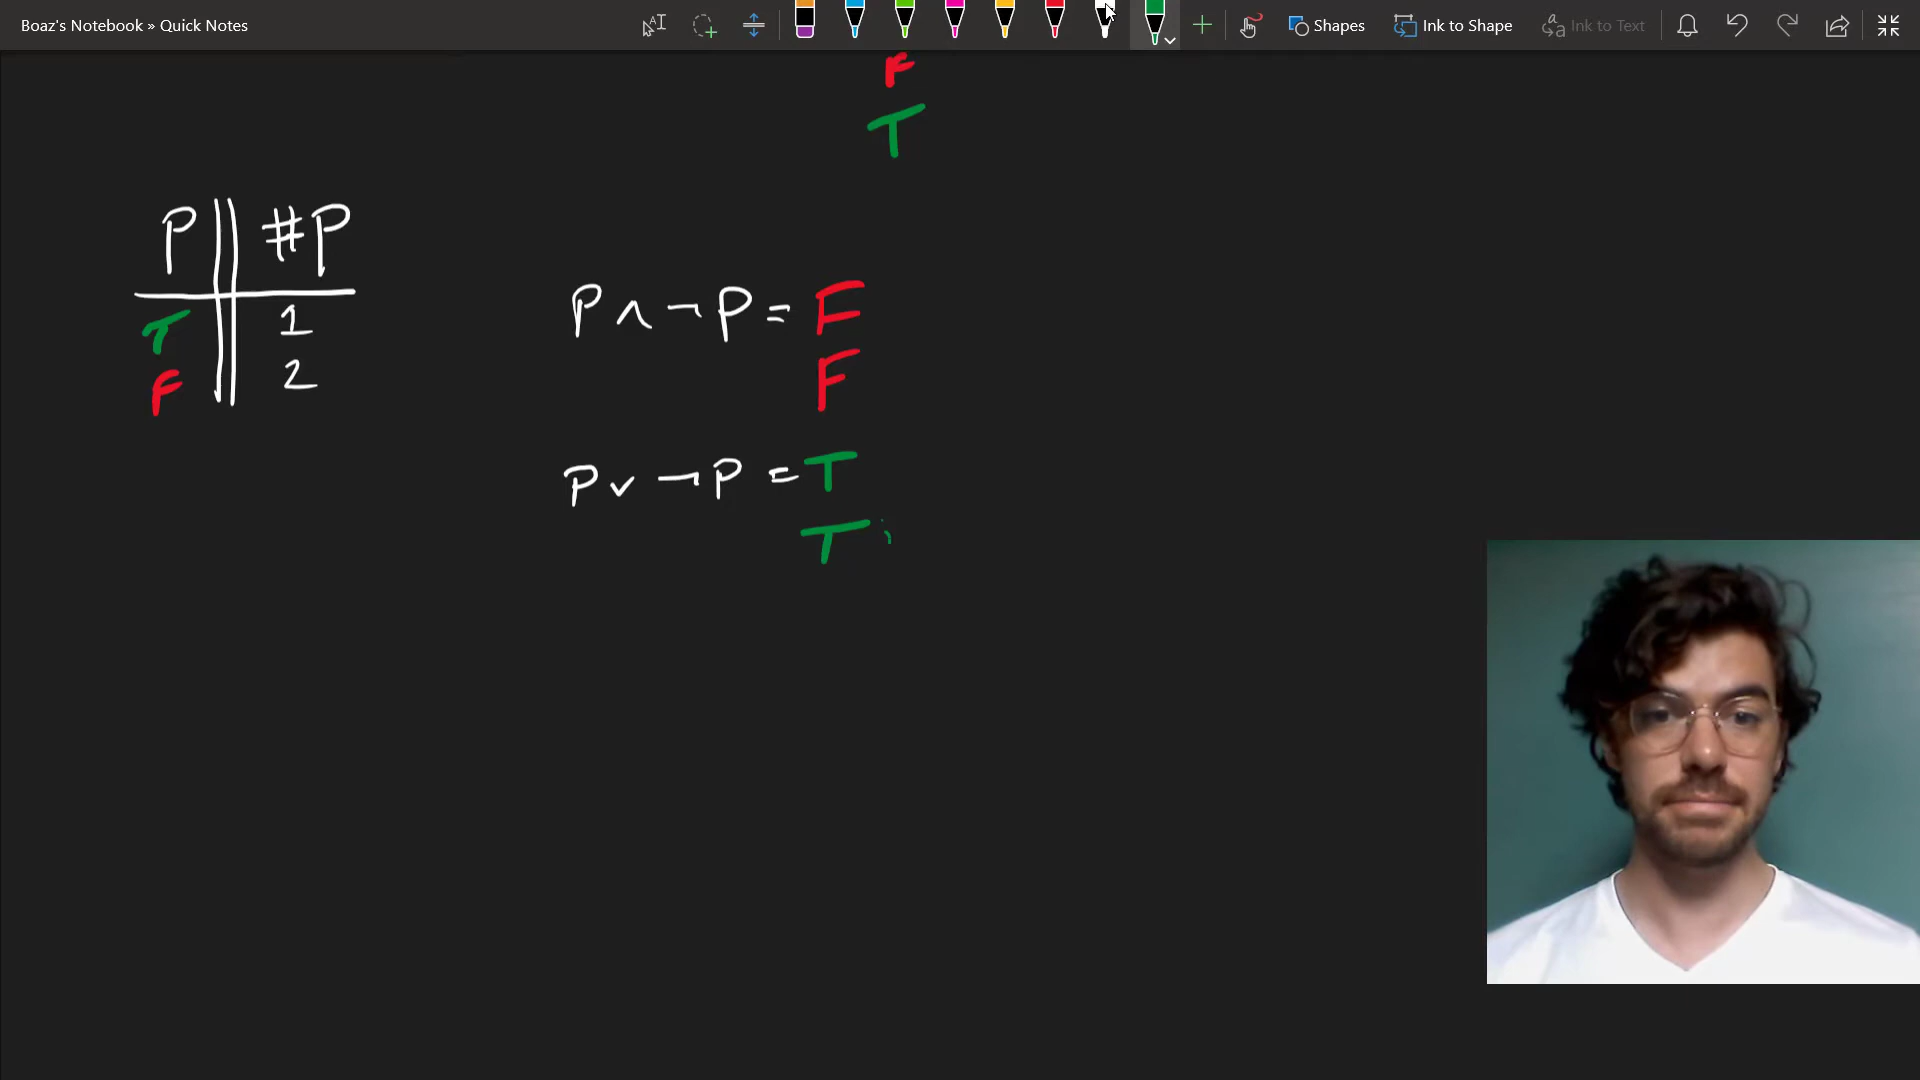 Boaz's Notebook » Quick Notes
Shapes
Ink to Shape
Ink to Text
F
T
P #P
T 1
F 2
P ∧ ¬ P = F
F
P ∨ ¬ P = T
T